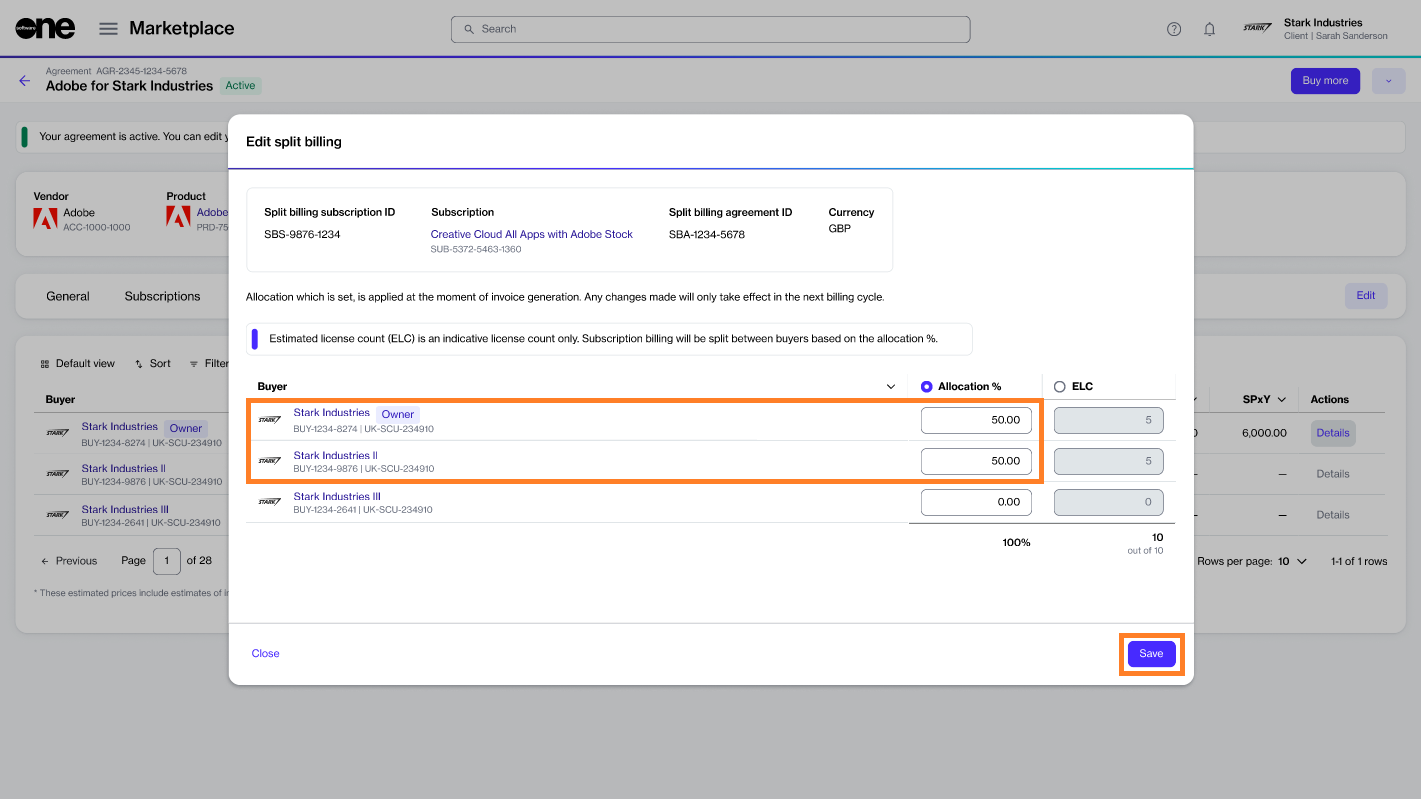 software one
Marketplace
Search
STARK
Stark Industries
Client | Sarah Sanderson
Agreement AGR-2345-1234-5678
Adobe for Stark Industries
Active
Buy more
Your agreement is active. You can edit y
Vendor
Adobe
ACC-1000-1000
Product
Adobe
PRD-75
General
Subscriptions
Edit
Default view
Sort
Filter
Buyer
SPxY
Actions
STARK
Stark Industries Owner
BUY-1234-8274 | UK-SCU-234910
0
6,000.00
Details
STARK
Stark Industries II
BUY-1234-9876 | UK-SCU-234910
—
Details
STARK
Stark Industries III
BUY-1234-2641 | UK-SCU-234910
—
Details
Previous
Page 1 of 28
Rows per page: 10
1-1 of 1 rows
* These estimated prices include estimates of i
Edit split billing
Split billing subscription ID
SBS-9876-1234
Subscription
Creative Cloud All Apps with Adobe Stock
SUB-5372-5463-1360
Split billing agreement ID
SBA-1234-5678
Currency
GBP
Allocation which is set, is applied at the moment of invoice generation. Any changes made will only take effect in the next billing cycle.
Estimated license count (ELC) is an indicative license count only. Subscription billing will be split between buyers based on the allocation %.
Buyer
Allocation %
ELC
STARK
Stark Industries Owner
BUY-1234-8274 | UK-SCU-234910
50.00
5
STARK
Stark Industries II
BUY-1234-9876 | UK-SCU-234910
50.00
5
STARK
Stark Industries III
BUY-1234-2641 | UK-SCU-234910
0.00
0
100%
10
out of 10
Close
Save